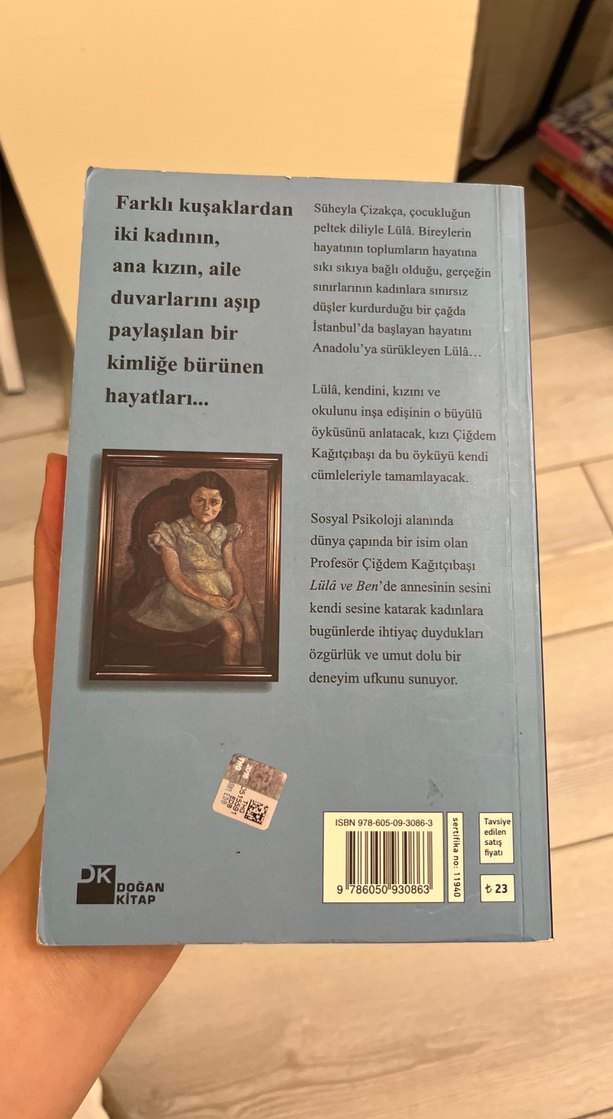 Farklı kuşaklardan
iki kadının,
ana kızın, aile
duvarlarını aşıp
paylaşılan bir
kimliğe bürünen
hayatları...
Süheyla Çizakça, çocukluğun
peltek diliyle Lülâ. Bireylerin
hayatının toplumların hayatına
sıkı sıkıya bağlı olduğu, gerçeğin
sınırlarının kadınlara sınırsız
düşler kurdurduğu bir çağda
İstanbul’da başlayan hayatını
Anadolu’ya sürükleyen Lülâ…
Lülâ, kendini, kızını ve
okulunu inşa edişinin o büyülü
öyküsünü anlatacak, kızı Çiğdem
Kağıtçıbaşı da bu öyküyü kendi
cümleleriyle tamamlayacak.
Sosyal Psikoloji alanında
dünya çapında bir isim olan
Profesör Çiğdem Kağıtçıbaşı
Lülâ ve Ben’de annesinin sesini
kendi sesine katarak kadınlara
bugünlerde ihtiyaç duydukları
özgürlük ve umut dolu bir
deneyim ufkunu sunuyor.
DK DOĞAN
KİTAP
ISBN 978-605-09-3086-3
9 786050 930863
sertifika no: 11940
Tavsiye
edilen
satış
fiyatı
₺ 23